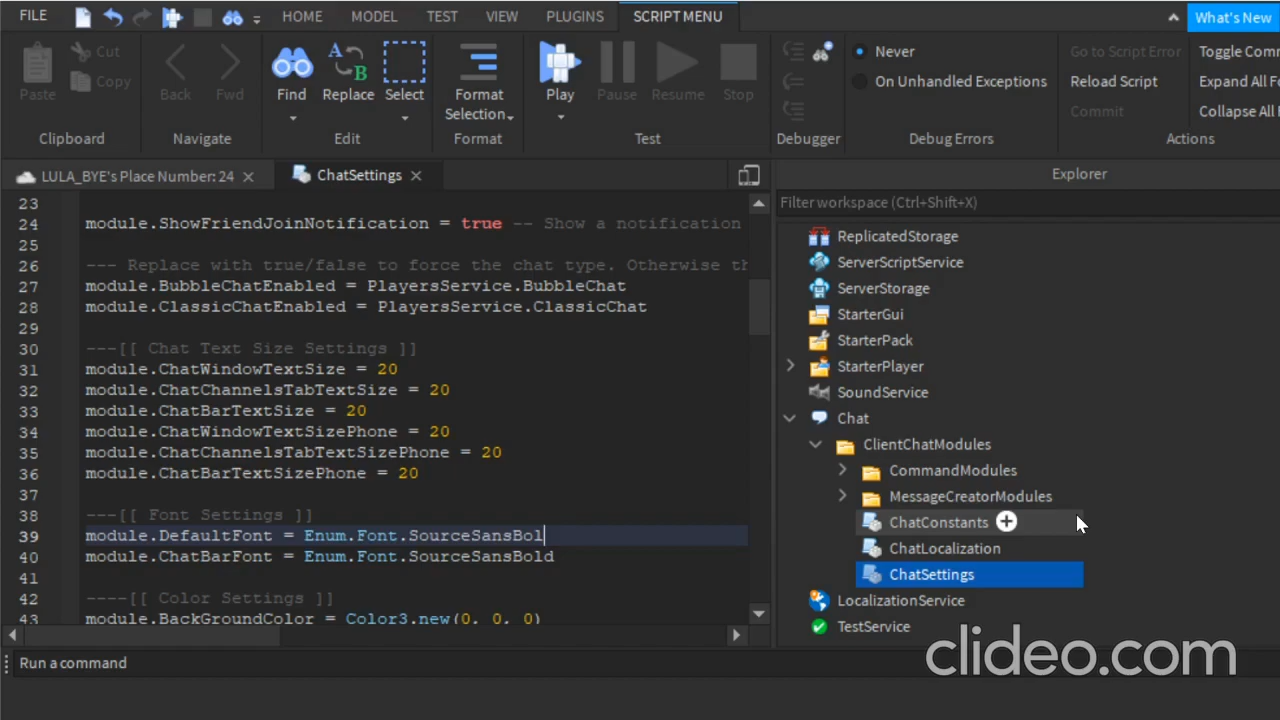 FILE
HOME
MODEL
TEST
VIEW
PLUGINS
SCRIPT MENU
What's New
Paste
Cut
Copy
Clipboard
Back
Fwd
Navigate
Find
Replace
Select
Edit
Format
Selection
Format
Play
Pause
Resume
Stop
Test
Debugger
Never
On Unhandled Exceptions
Debug Errors
Go to Script Error
Reload Script
Commit
Toggle Comm
Expand All Fo
Collapse All
Actions
LULA_BYE's Place Number: 24
ChatSettings
23
24 module.ShowFriendJoinNotification = true -- Show a notification
25
26 --- Replace with true/false to force the chat type. Otherwise th
27 module.BubbleChatEnabled = PlayersService.BubbleChat
28 module.ClassicChatEnabled = PlayersService.ClassicChat
29
30 ---[[ Chat Text Size Settings ]]
31 module.ChatWindowTextSize = 20
32 module.ChatChannelsTabTextSize = 20
33 module.ChatBarTextSize = 20
34 module.ChatWindowTextSizePhone = 20
35 module.ChatChannelsTabTextSizePhone = 20
36 module.ChatBarTextSizePhone = 20
37
38 ---[[ Font Settings ]]
39 module.DefaultFont = Enum.Font.SourceSansBol
40 module.ChatBarFont = Enum.Font.SourceSansBold
41
42 ----[[ Color Settings ]]
43 module.BackGroundColor = Color3.new(0, 0, 0)
Explorer
Filter workspace (Ctrl+Shift+X)
ReplicatedStorage
ServerScriptService
ServerStorage
StarterGui
StarterPack
StarterPlayer
SoundService
Chat
ClientChatModules
CommandModules
MessageCreatorModules
ChatConstants
ChatLocalization
ChatSettings
LocalizationService
TestService
Run a command
clideo.com